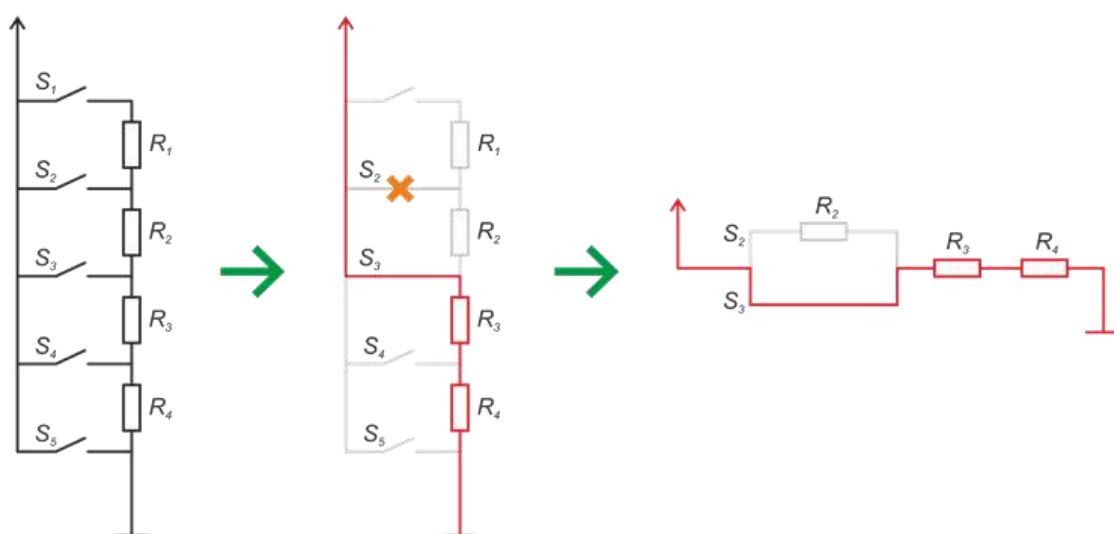 S₁
R₁
S₂
R₂
S₃
R₃
S₄
R₄
S₅
R₁
S₂
R₂
S₃
R₃
S₄
R₄
S₅
R₂
S₂
R₃
R₄
S₃